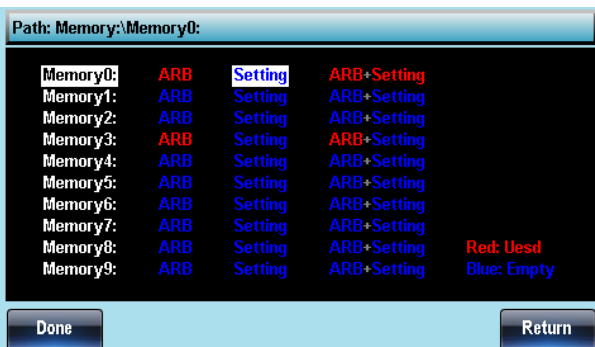 Path: Memory:\Memory0:
Memory0: ARB Setting ARB+Setting
Memory1: ARB Setting ARB+Setting
Memory2: ARB Setting ARB+Setting
Memory3: ARB Setting ARB+Setting
Memory4: ARB Setting ARB+Setting
Memory5: ARB Setting ARB+Setting
Memory6: ARB Setting ARB+Setting
Memory7: ARB Setting ARB+Setting
Memory8: ARB Setting ARB+Setting Red: Uesd
Memory9: ARB Setting ARB+Setting Blue: Empty
Done Return